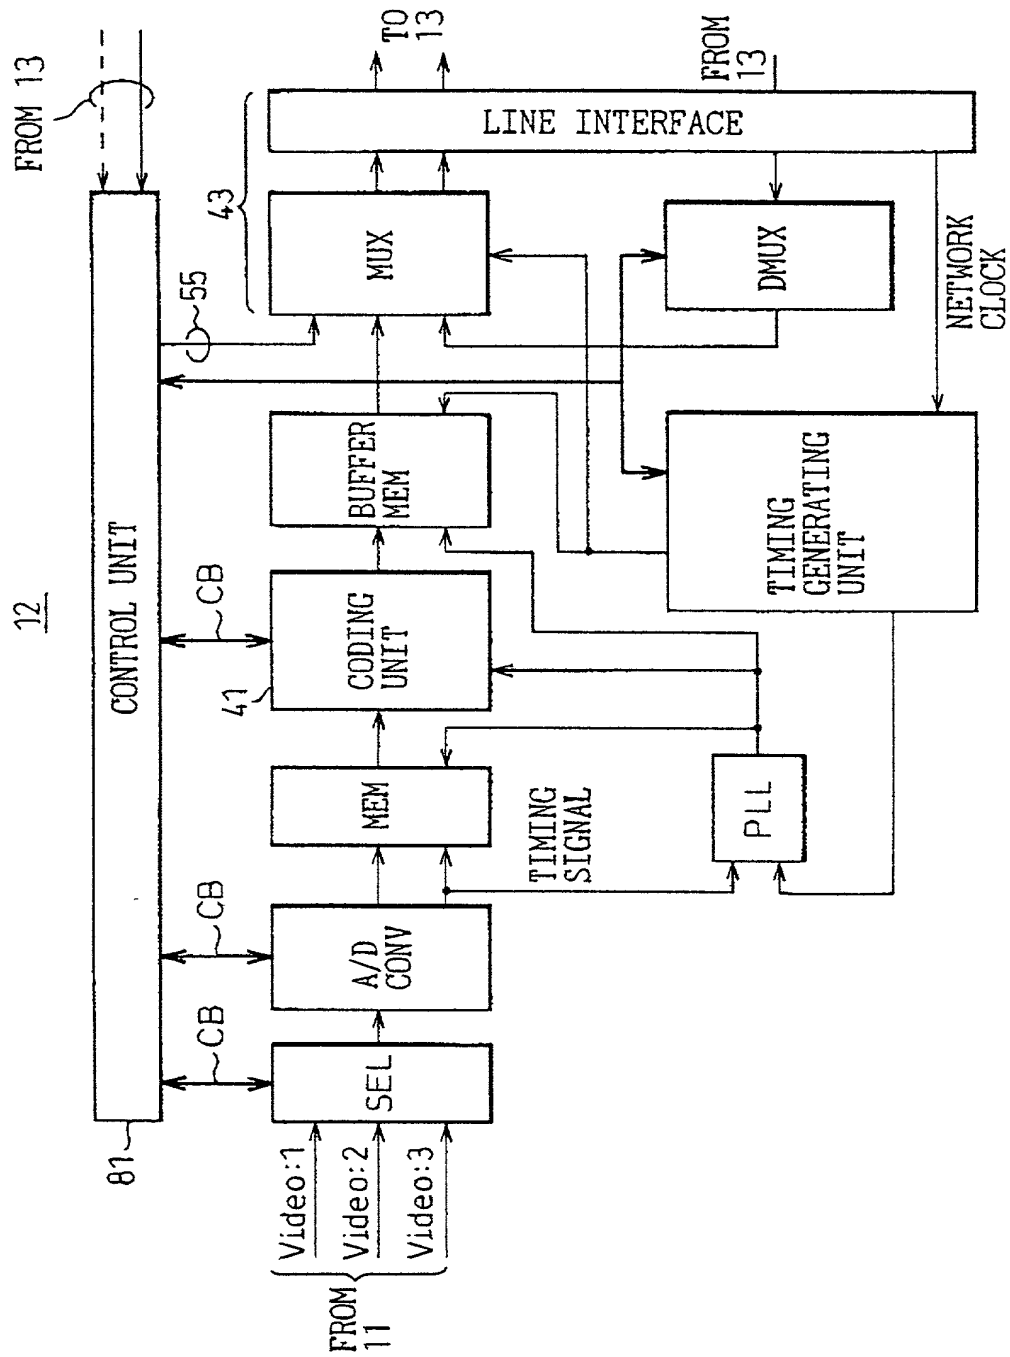 12
FROM 13
81
CONTROL UNIT
CB
CB
CB
55
43
FROM
11
Video:1
Video:2
Video:3
SEL
A/D
CONV
MEM
41
CODING
UNIT
BUFFER
MEM
MUX
LINE INTERFACE
TO
13
FROM
13
TIMING
SIGNAL
PLL
TIMING
GENERATING
UNIT
DMUX
NETWORK
CLOCK